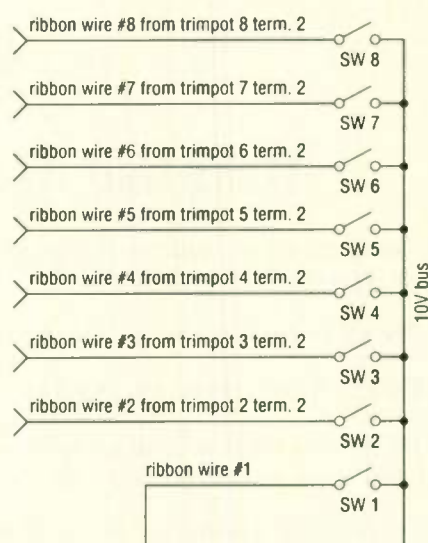 ribbon wire #8 from trimpot 8 term. 2
SW 8
ribbon wire #7 from trimpot 7 term. 2
SW 7
ribbon wire #6 from trimpot 6 term. 2
SW 6
ribbon wire #5 from trimpot 5 term. 2
SW 5
ribbon wire #4 from trimpot 4 term. 2
SW 4
10V bus
ribbon wire #3 from trimpot 3 term. 2
SW 3
ribbon wire #2 from trimpot 2 term. 2
SW 2
ribbon wire #1
SW 1